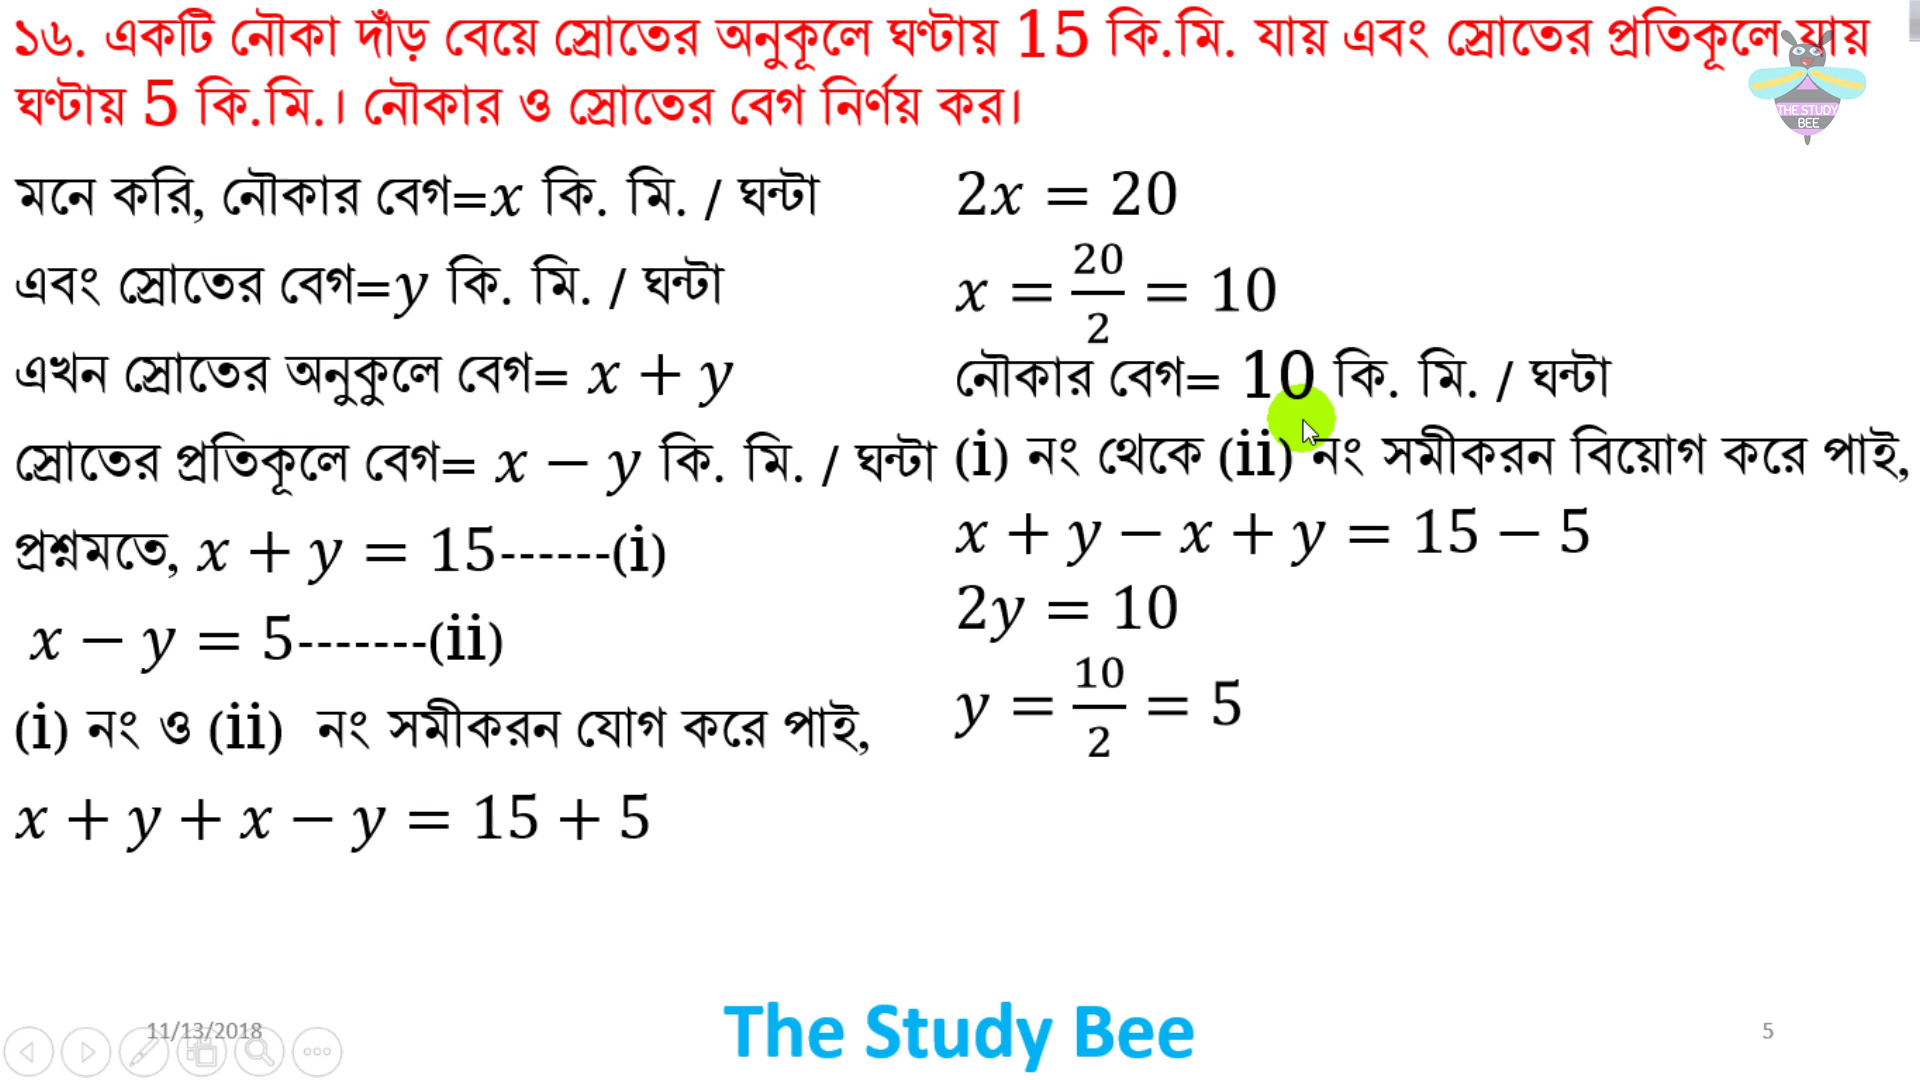 ১৬. একটি নৌকা দাঁড় বেয়ে স্রোতের অনুকূলে ঘণ্টায় 15 কি.মি. যায় এবং স্রোতের প্রতিকূলে যায়
ঘণ্টায় 5 কি.মি.। নৌকার ও স্রোতের বেগ নির্ণয় কর।
THE STUDY
BEE
মনে করি, নৌকার বেগ=x কি. মি. / ঘন্টা
এবং স্রোতের বেগ=y কি. মি. / ঘন্টা
এখন স্রোতের অনুকুলে বেগ= x + y
স্রোতের প্রতিকূলে বেগ= x − y কি. মি. / ঘন্টা
প্রশ্নমতে, x + y = 15------(i)
x − y = 5-------(ii)
(i) নং ও (ii) নং সমীকরন যোগ করে পাই,
x + y + x − y = 15 + 5
2x = 20
x = 20/2 = 10
নৌকার বেগ= 10 কি. মি. / ঘন্টা
(i) নং থেকে (ii) নং সমীকরন বিয়োগ করে পাই,
x + y − x + y = 15 − 5
2y = 10
y = 10/2 = 5
11/13/2018
The Study Bee
5